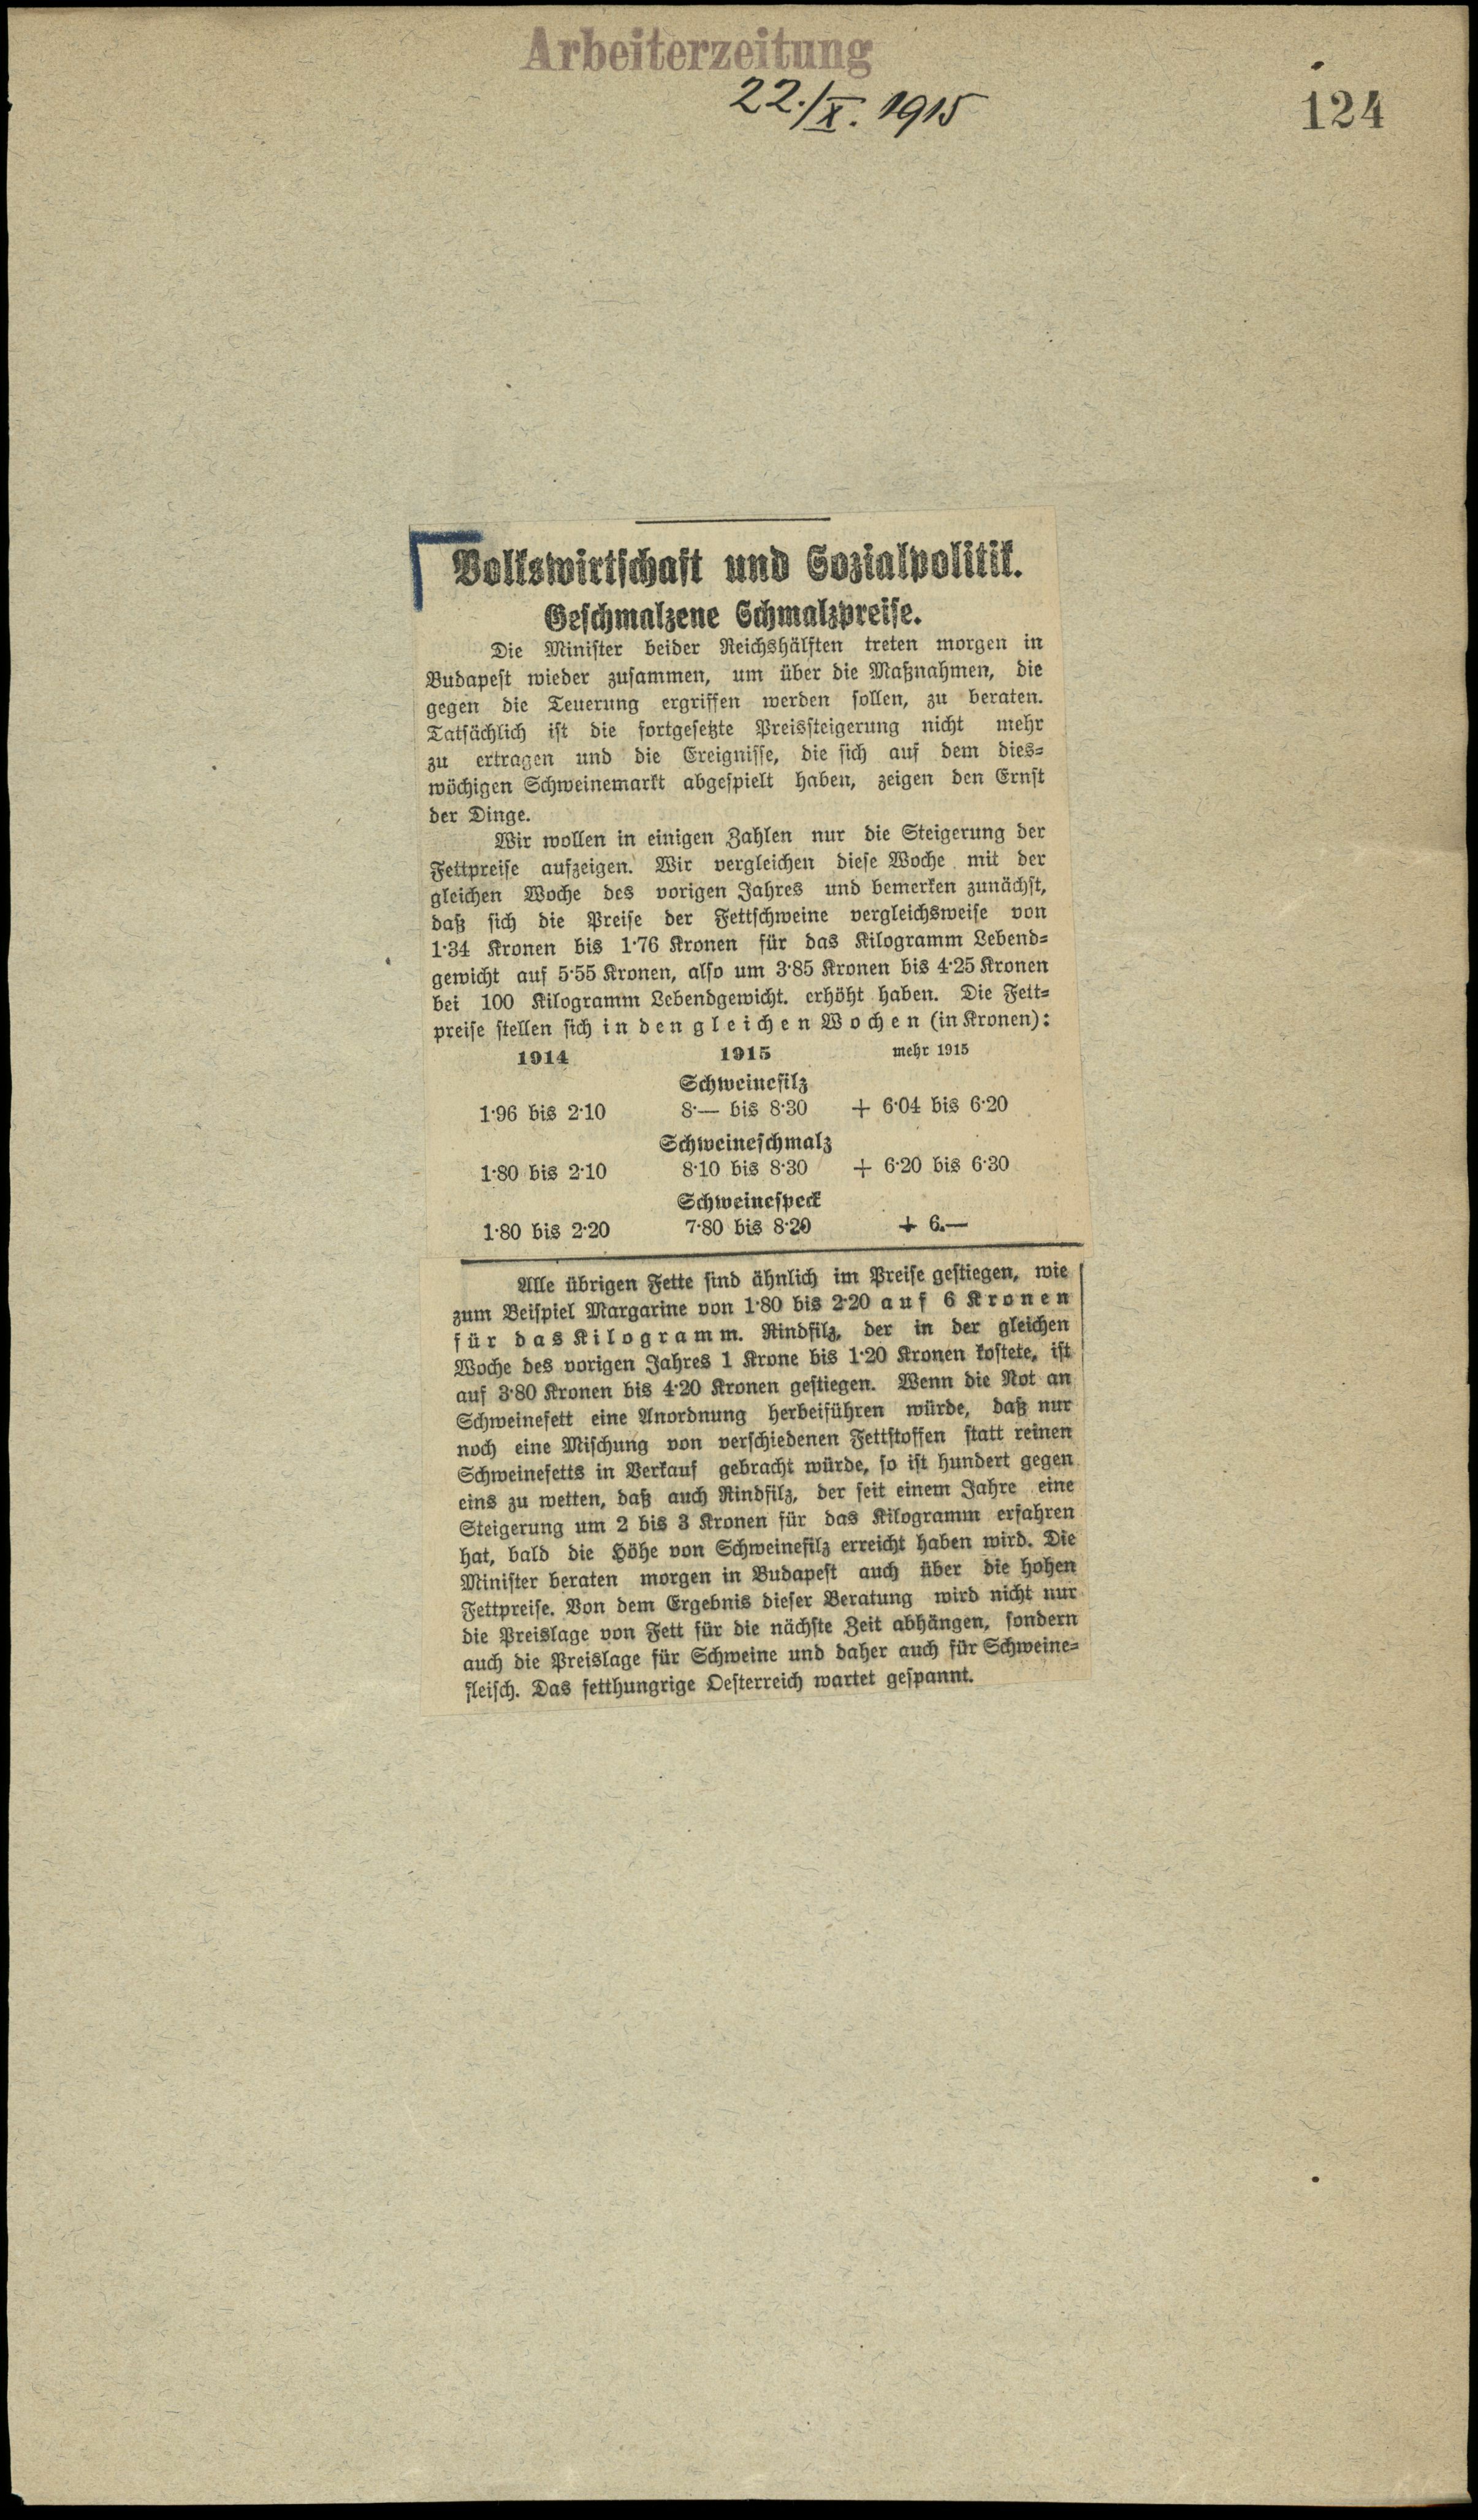 Arbeiterzeitung
22./X. 1915
124
Volkswirtschaft und Sozialpolitik.
Geschmalzene Schmalzpreise.
Die Minister beider Reichshälften treten morgen in
Budapest wieder zusammen, um über die Maßnahmen, die
gegen die Teuerung ergriffen werden sollen, zu beraten.
Tatsächlich ist die fortgesetzte Preissteigerung nicht mehr
zu ertragen und die Ereignisse, die sich auf dem dies-
wöchigen Schweinemarkt abgespielt haben, zeigen den Ernst
der Dinge.
Wir wollen in einigen Zahlen nur die Steigerung der
Fettpreise aufzeigen. Wir vergleichen diese Woche mit der
gleichen Woche des vorigen Jahres und bemerken zunächst,
daß sich die Preise der Fettschweine vergleichsweise von
1·34 Kronen bis 1·76 Kronen für das Kilogramm Lebend-
gewicht auf 5·55 Kronen, also um 3·85 Kronen bis 4·25 Kronen
bei 100 Kilogramm Lebendgewicht. erhöht haben. Die Fett-
preise stellen sich in den gleichen Wochen (in Kronen):
1914 1915 mehr 1915
Schweinefilz
1·96 bis 2·10 8·— bis 8·30 + 6·04 bis 6·20
Schweineschmalz
1·80 bis 2·10 8·10 bis 8·30 + 6·20 bis 6·30
Schweinespeck
1·80 bis 2·20 7·80 bis 8·20 + 6.—
Alle übrigen Fette sind ähnlich im Preise gestiegen, wie
zum Beispiel Margarine von 1·80 bis 2·20 auf 6 Kronen
für das Kilogramm. Rindfilz, der in der gleichen
Woche des vorigen Jahres 1 Krone bis 1·20 Kronen kostete, ist
auf 3·80 Kronen bis 4·20 Kronen gestiegen. Wenn die Not an
Schweinefett eine Anordnung herbeiführen würde, daß nur
noch eine Mischung von verschiedenen Fettstoffen statt reinen
Schweinefetts in Verkauf gebracht würde, so ist hundert gegen
eins zu wetten, daß auch Rindfilz, der seit einem Jahre eine
Steigerung um 2 bis 3 Kronen für das Kilogramm erfahren
hat, bald die Höhe von Schweinefilz erreicht haben wird. Die
Minister beraten morgen in Budapest auch über die hohen
Fettpreise. Von dem Ergebnis dieser Beratung wird nicht nur
die Preislage von Fett für die nächste Zeit abhängen, sondern
auch die Preislage für Schweine und daher auch für Schweine-
fleisch. Das fetthungrige Oesterreich wartet gespannt.